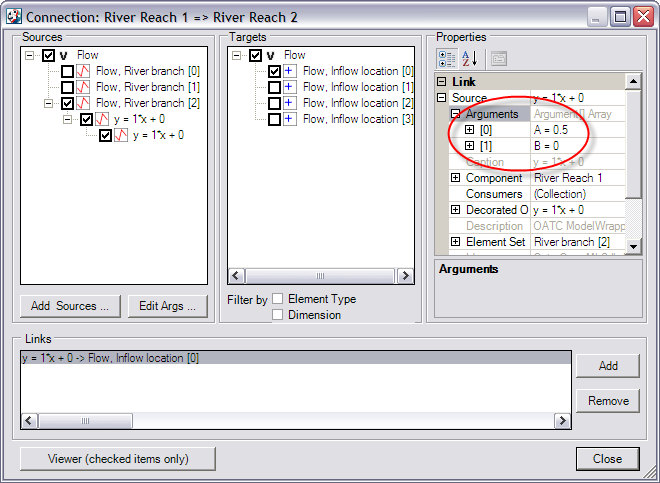 Connection: River Reach 1 => River Reach 2
Sources
Flow
Flow, River branch [0]
Flow, River branch [1]
Flow, River branch [2]
y = 1*x + 0
y = 1*x + 0
Add Sources ...
Edit Args ...
Targets
Flow
Flow, Inflow location [0]
Flow, Inflow location [1]
Flow, Inflow location [2]
Flow, Inflow location [3]
Filter by
Element Type
Dimension
Properties
Link
Source y = 1*x + 0
Arguments Argument[] Array
[0] A = 0.5
[1] B = 0
Caption y = 1*x + 0
Component River Reach 1
Consumers (Collection)
Decorated O y = 1*x + 0
Description OATC ModelWrapp
Element Set River branch [2]
Arguments
Links
y = 1*x + 0 -> Flow, Inflow location [0]
Add
Remove
Viewer (checked items only)
Close